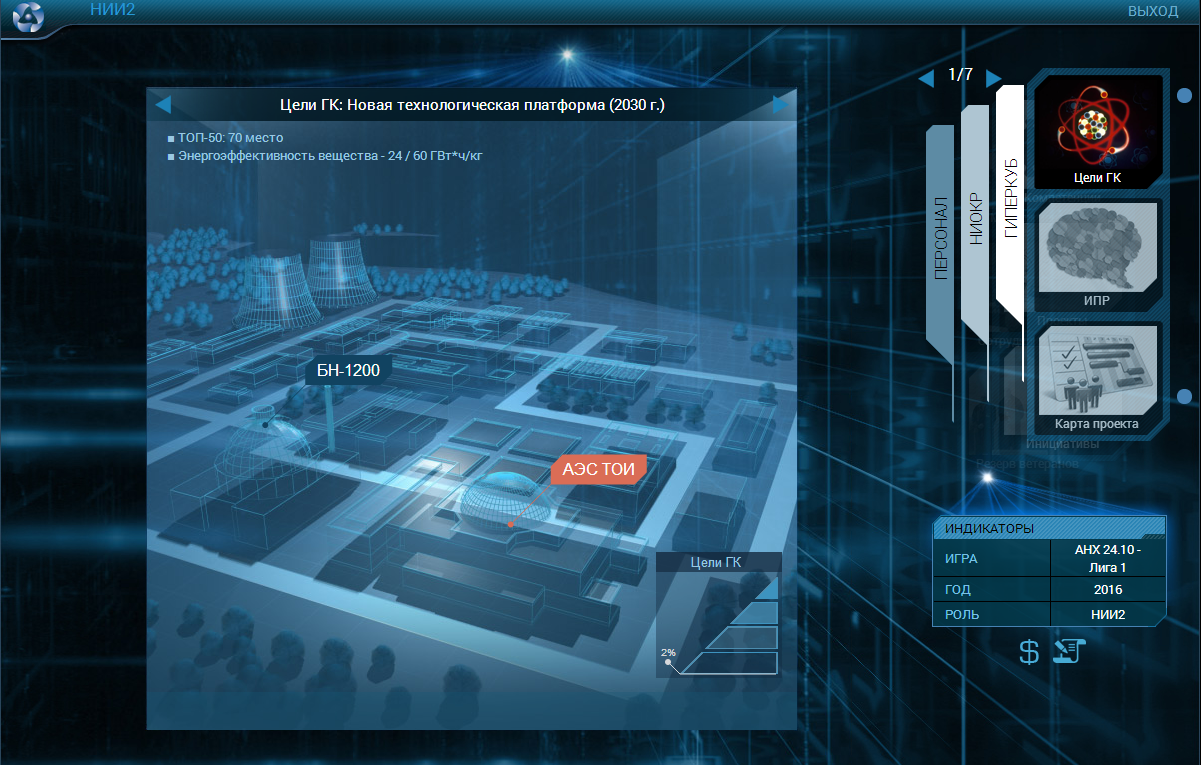 НИИ2
ВЫХОД
Цели ГК: Новая технологическая платформа (2030 г.)
ТОП-50: 70 место
Энергоэффективность вещества - 24 / 60 ГВт*ч/кг
БН-1200
АЭС ТОИ
Цели ГК
2%
1/7
ПЕРСОНАЛ
НИОКР
ГИПЕРКУБ
Цели ГК
ИПР
Карта проекта
Инициативы
ИНДИКАТОРЫ
ИГРА
АНХ 24.10 -
Лига 1
ГОД
2016
РОЛЬ
НИИ2